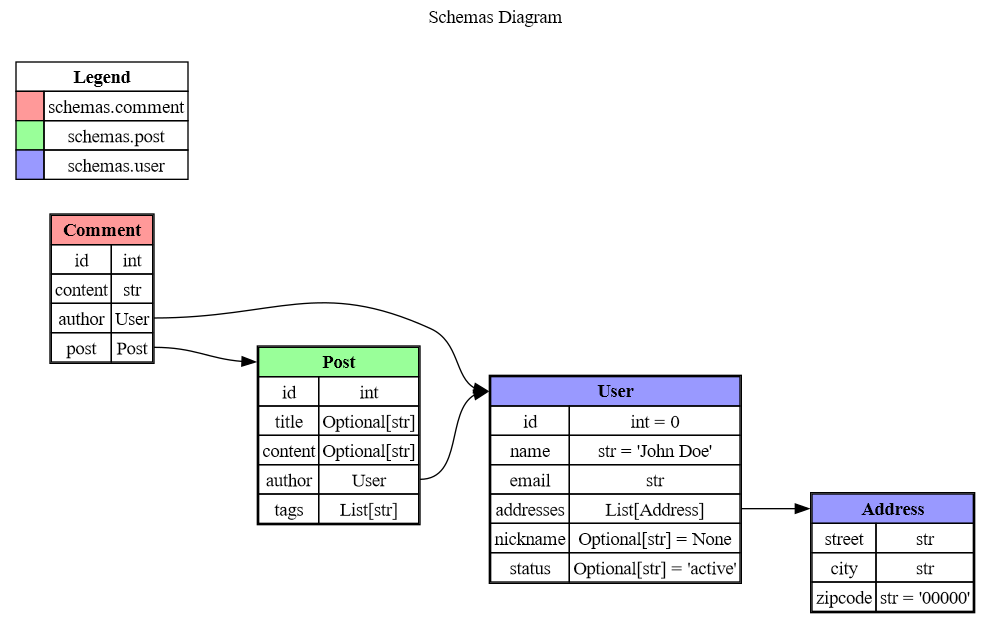 Schemas Diagram
Legend
schemas.comment
schemas.post
schemas.user
Comment
id int
content str
author User
post Post
Post
id int
title Optional[str]
content Optional[str]
author User
tags List[str]
User
id int = 0
name str = 'John Doe'
email str
addresses List[Address]
nickname Optional[str] = None
status Optional[str] = 'active'
Address
street str
city str
zipcode str = '00000'